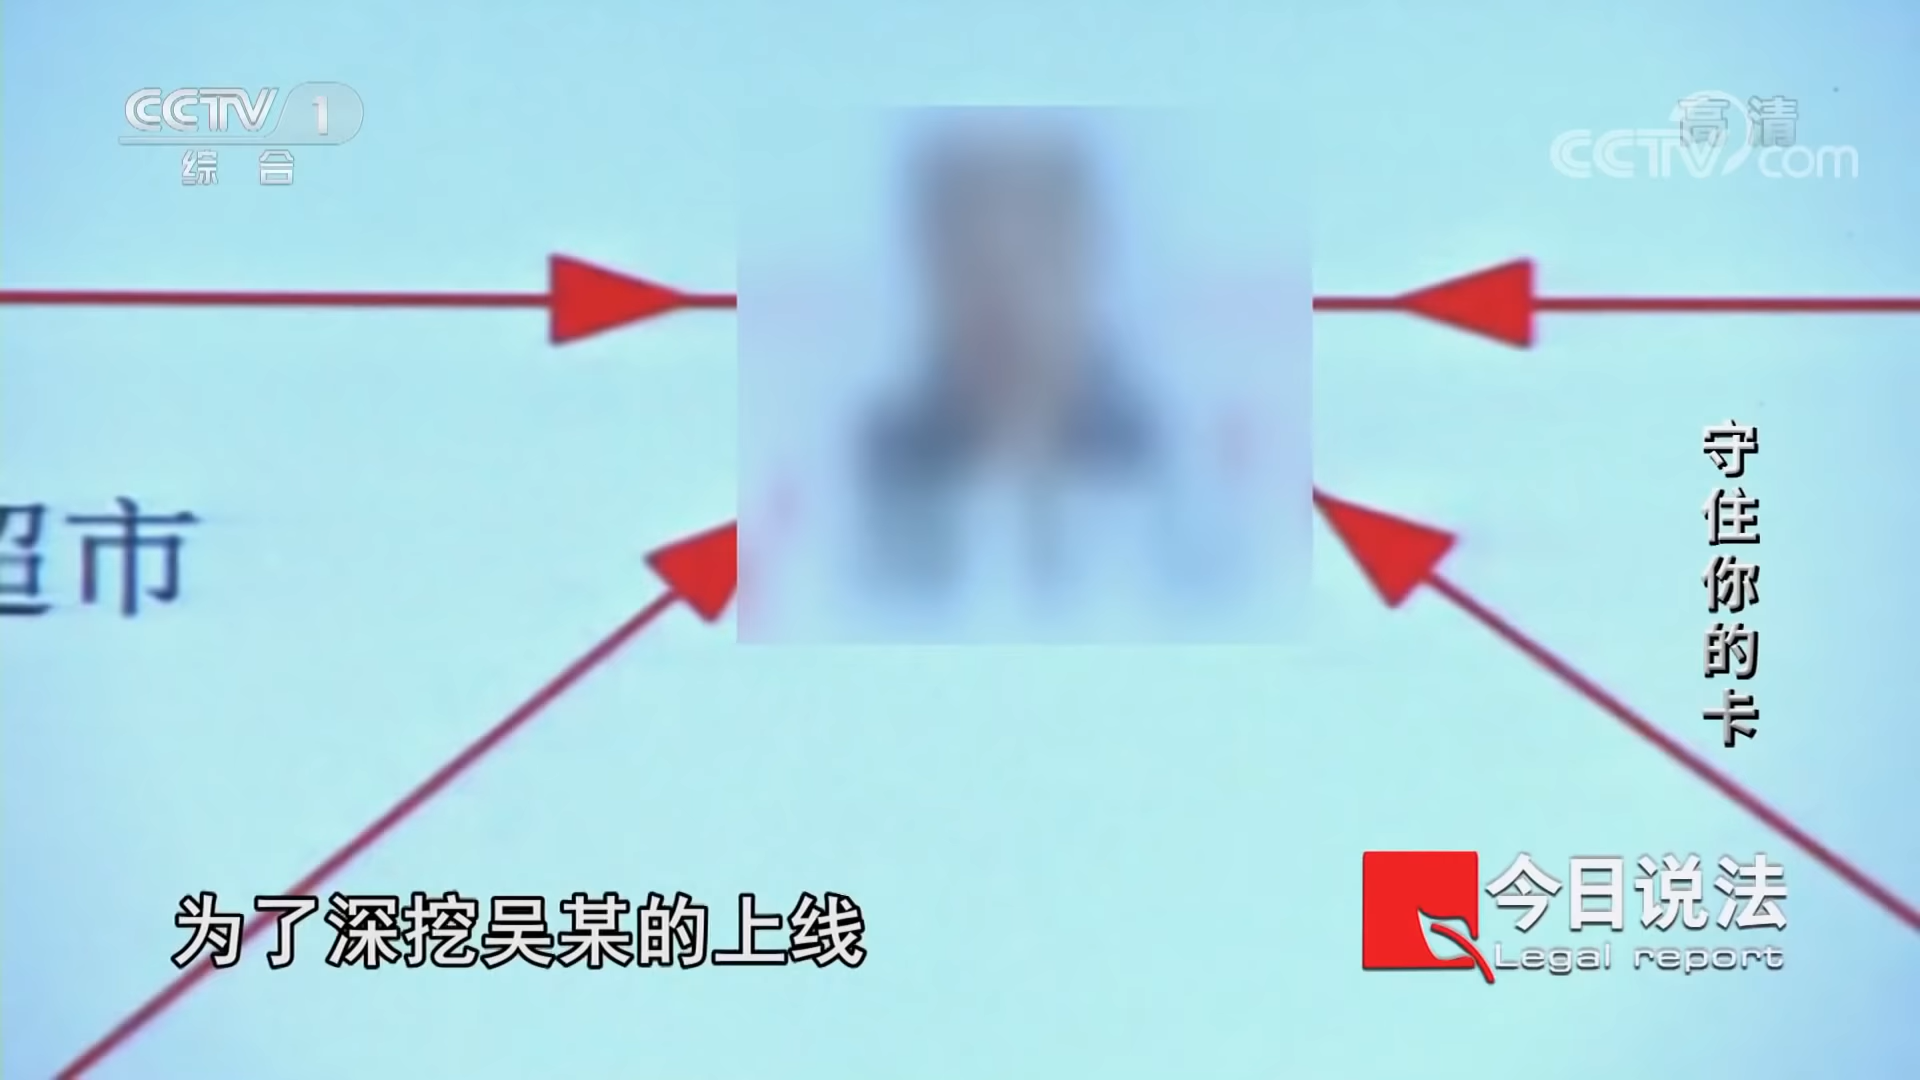 CCTV 1
综合
高清
CCTV.com
超市
守住你的卡
为了深挖吴某的上线
今日说法
Legal report